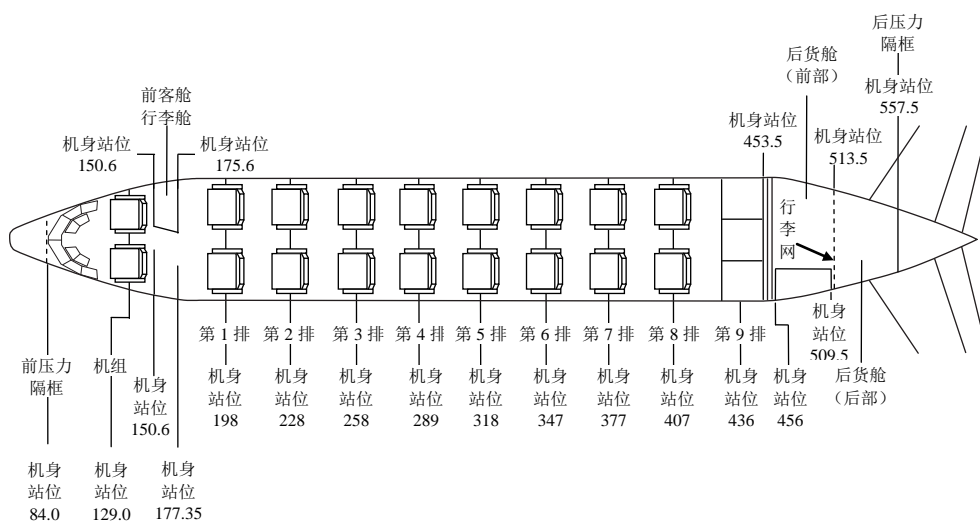 后压力
隔框
机身站位
557.5
后货舱
（前部）
前客舱
行李舱
机身站位
150.6
机身站位
175.6
机身站位
453.5
机身站位
513.5
行
李
网
前压力
隔框
机组
机身
站位
150.6
第 1 排
第 2 排
第 3 排
第 4 排
第 5 排
第 6 排
第 7 排
第 8 排
第 9 排
机身
站位
509.5
机身
站位
198
机身
站位
228
机身
站位
258
机身
站位
289
机身
站位
318
机身
站位
347
机身
站位
377
机身
站位
407
机身
站位
436
机身
站位
456
后货舱
（后部）
机身
站位
84.0
机身
站位
129.0
机身
站位
177.35